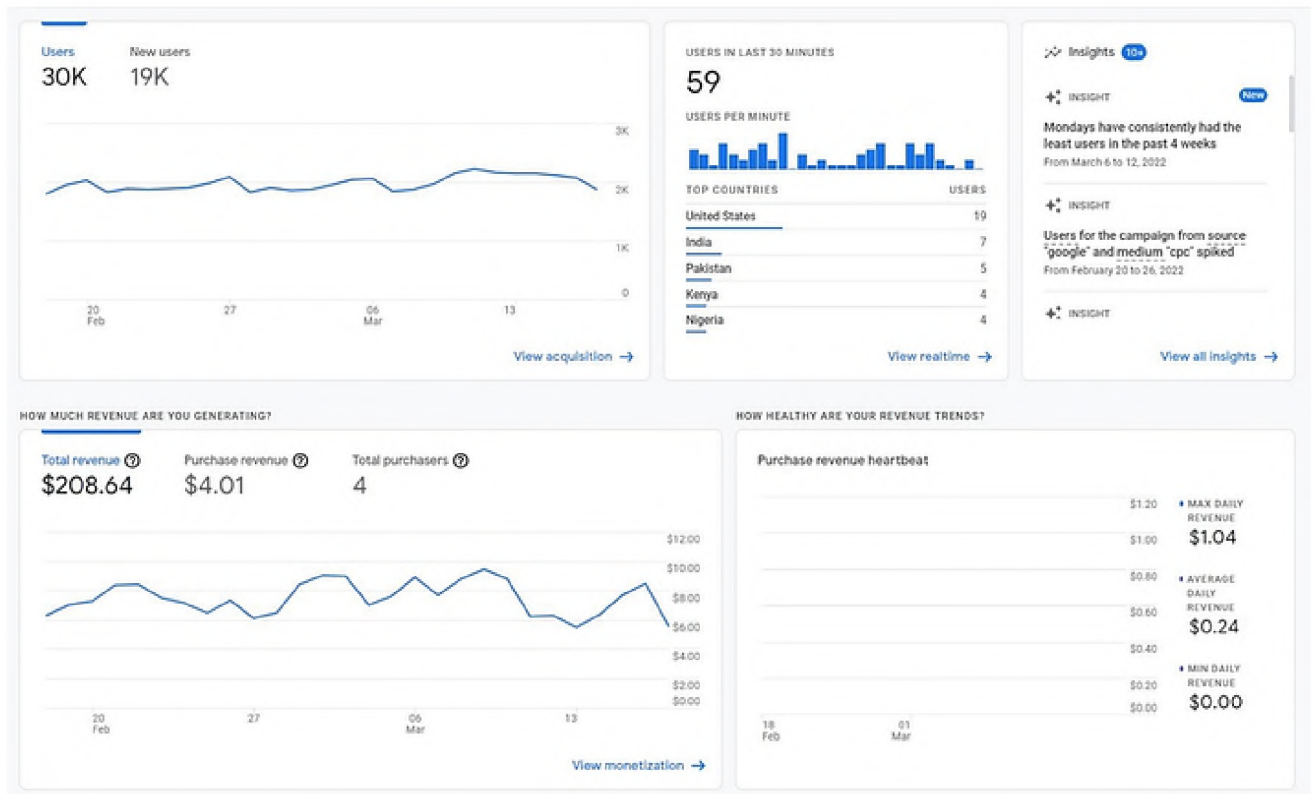 Users New users
30K 19K
3K
2K
1K
0
20 27 06 13
Feb Mar
View acquisition →
USERS IN LAST 30 MINUTES
59
USERS PER MINUTE
TOP COUNTRIES USERS
United States 19
India 7
Pakistan 5
Kenya 4
Nigeria 4
View realtime →
Insights 10+
INSIGHT New
Mondays have consistently had the
least users in the past 4 weeks
From March 6 to 12, 2022
INSIGHT
Users for the campaign from source
"google" and medium "cpc" spiked
From February 20 to 26, 2022
INSIGHT
View all insights →
HOW MUCH REVENUE ARE YOU GENERATING?
Total revenue Purchase revenue Total purchasers
$208.64 $4.01 4
$12.00
$10.00
$8.00
$6.00
$4.00
$2.00
$0.00
20 27 06 13
Feb Mar
View monetization →
HOW HEALTHY ARE YOUR REVENUE TRENDS?
Purchase revenue heartbeat
$1.20
$1.00
$0.80
$0.60
$0.40
$0.20
$0.00
18 01
Feb Mar
MAX DAILY
REVENUE
$1.04
AVERAGE
DAILY
REVENUE
$0.24
MIN DAILY
REVENUE
$0.00